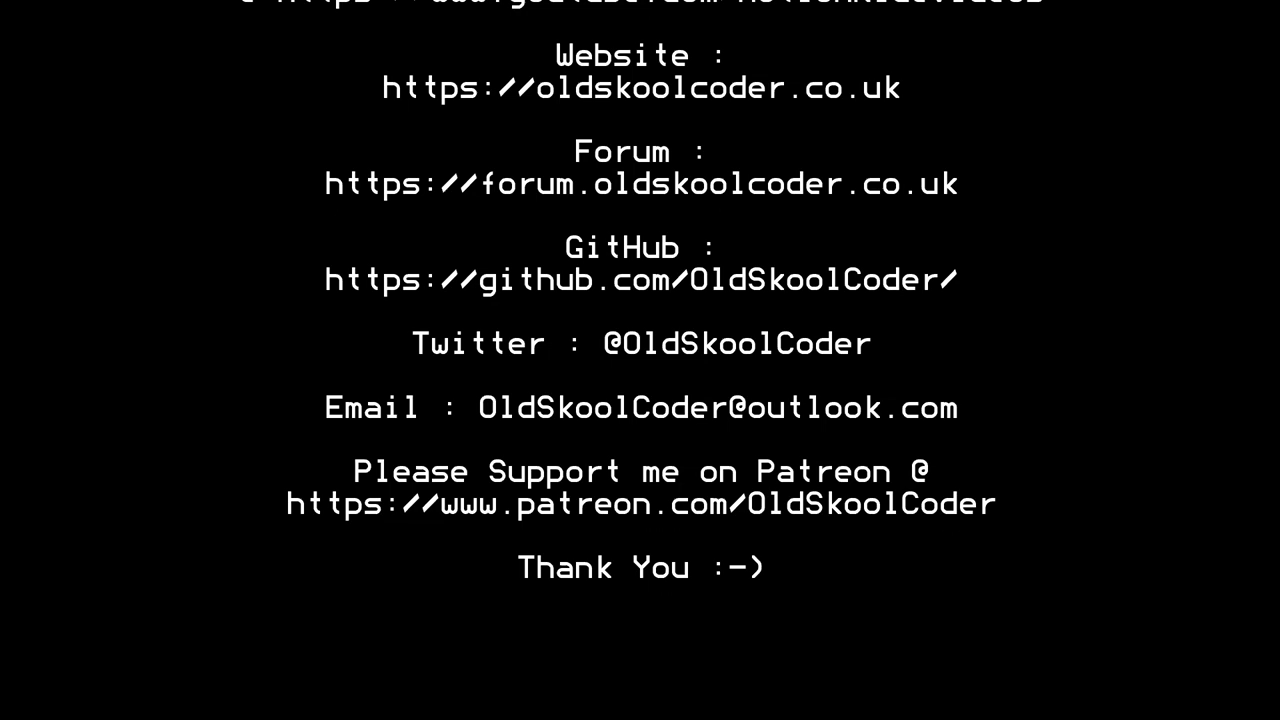 Website :
https://oldskoolcoder.co.uk
Forum :
https://forum.oldskoolcoder.co.uk
GitHub :
https://github.com/OldSkoolCoder/
Twitter : @OldSkoolCoder
Email : OldSkoolCoder@outlook.com
Please Support me on Patreon @
https://www.patreon.com/OldSkoolCoder
Thank You :-)